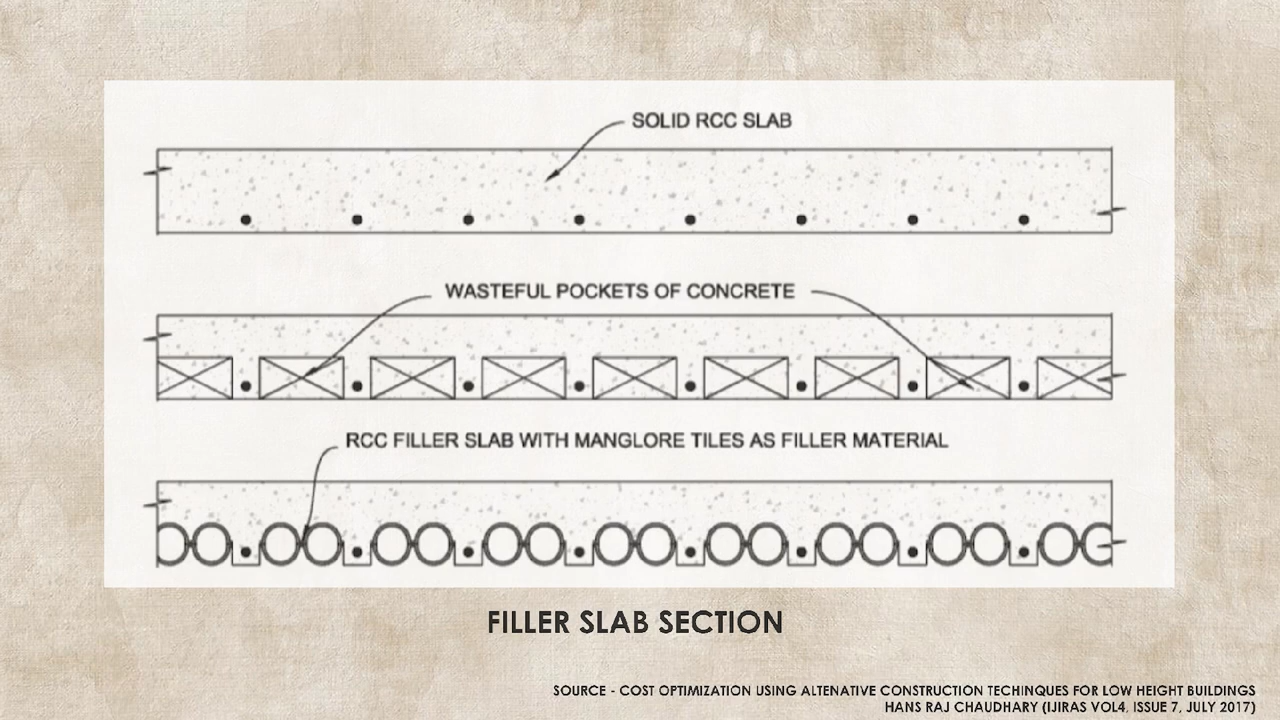 SOLID RCC SLAB
WASTEFUL POCKETS OF CONCRETE
RCC FILLER SLAB WITH MANGLORE TILES AS FILLER MATERIAL
FILLER SLAB SECTION
SOURCE - COST OPTIMIZATION USING ALTENATIVE CONSTRUCTION TECHINQUES FOR LOW HEIGHT BUILDINGS
HANS RAJ CHAUDHARY (IJIRAS VOL4, ISSUE 7, JULY 2017)